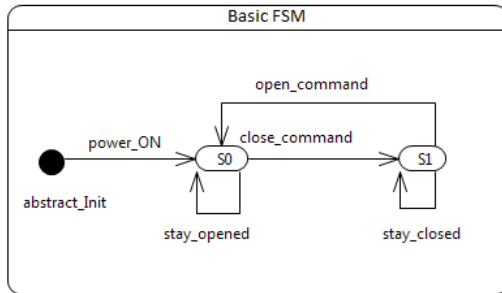 Basic FSM
open_command
power_ON
close_command
S0
S1
abstract_Init
stay_opened
stay_closed